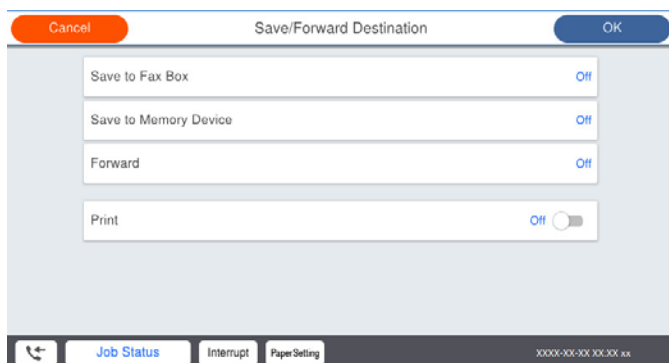 Cancel Save/Forward Destination OK
Save to Fax Box Off
Save to Memory Device Off
Forward Off
Print Off
Job Status Interrupt Paper Setting XXXX-XX-XX XX:XX xx